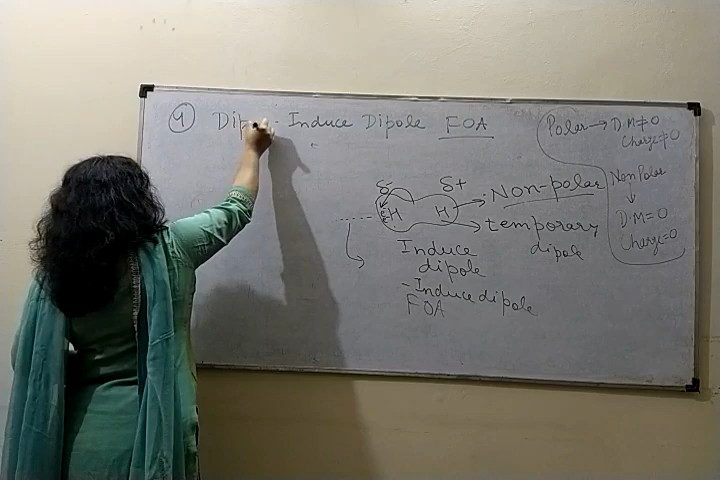 4 Dip - Induce Dipole FOA
Polar → D.M ≠ 0
Charge ≠ 0
Non Polar
↓
D.M = 0
Charge = 0
δ- δ+
H H → Non-polar
→ temporary
dipole
Induce
dipole
- Induce dipole
FOA